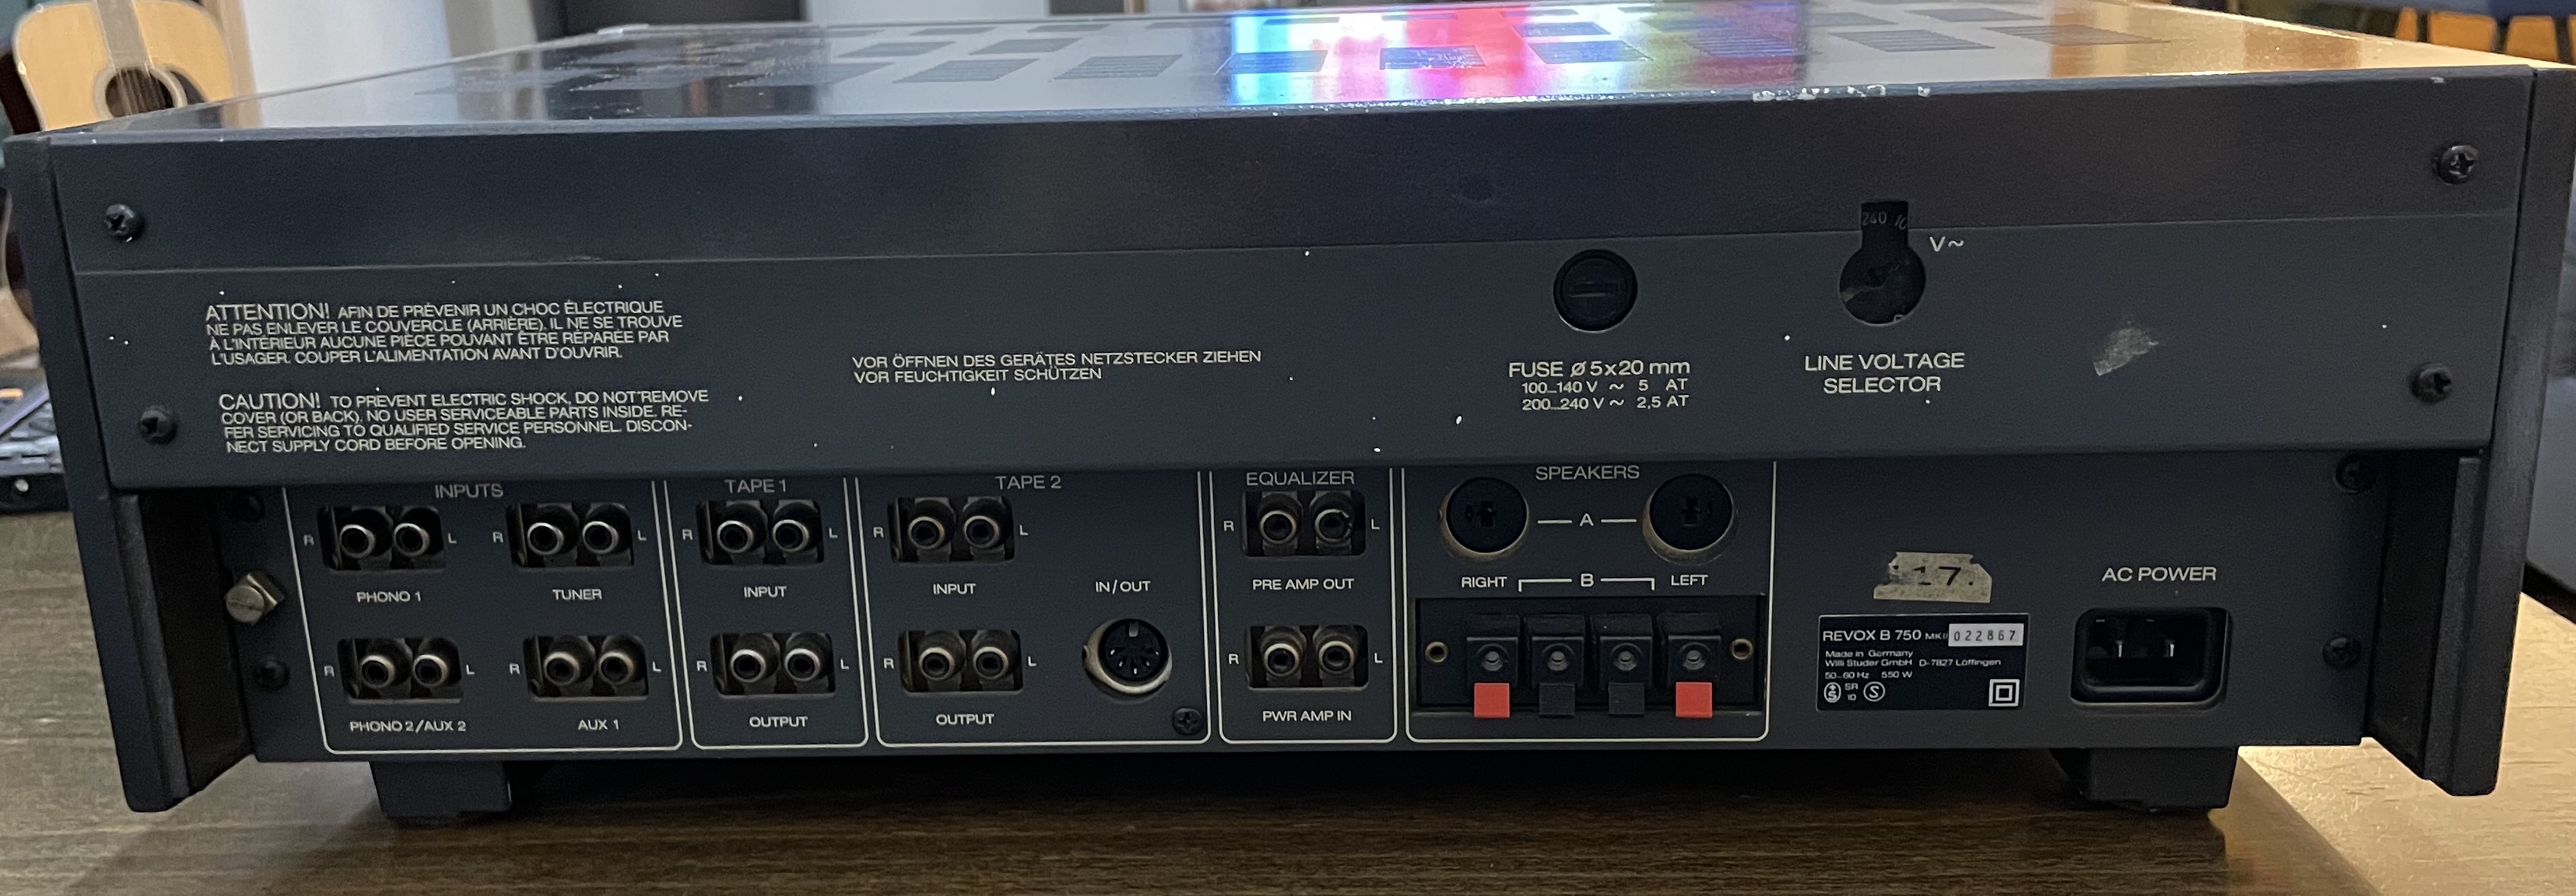 240
V~
ATTENTION! AFIN DE PRÉVENIR UN CHOC ÉLECTRIQUE
NE PAS ENLEVER LE COUVERCLE (ARRIÈRE). IL NE SE TROUVE
À L'INTÉRIEUR AUCUNE PIÈCE POUVANT ÊTRE RÉPARÉE PAR
L'USAGER. COUPER L'ALIMENTATION AVANT D'OUVRIR.
CAUTION! TO PREVENT ELECTRIC SHOCK, DO NOT REMOVE
COVER (OR BACK). NO USER SERVICEABLE PARTS INSIDE. RE-
FER SERVICING TO QUALIFIED SERVICE PERSONNEL. DISCON-
NECT SUPPLY CORD BEFORE OPENING.
VOR ÖFFNEN DES GERÄTES NETZSTECKER ZIEHEN
VOR FEUCHTIGKEIT SCHÜTZEN
FUSE Ø 5x20 mm
100...140 V ~ 5 AT
200...240 V ~ 2,5 AT
LINE VOLTAGE
SELECTOR
INPUTS
R L R L
PHONO 1 TUNER
R L R L
PHONO 2/AUX 2 AUX 1
TAPE 1
R L
INPUT
R L
OUTPUT
TAPE 2
R L
INPUT IN/OUT
R L
OUTPUT
EQUALIZER
R L
PRE AMP OUT
R L
PWR AMP IN
SPEAKERS
A
RIGHT B LEFT
17.
REVOX B 750 MKII 022867
Made in Germany
Willi Studer GmbH D-7827 Löffingen
50-60 Hz 550 W
S SR 10 S
AC POWER